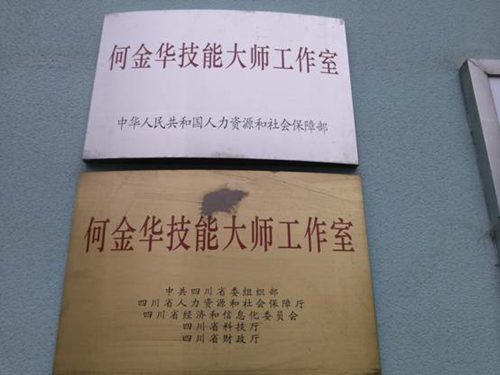 何金华技能大师工作室
中华人民共和国人力资源和社会保障部
何金华技能大师工作室
中共四川省委组织部
四川省人力资源和社会保障厅
四川省经济和信息化委员会
四川省科技厅
四川省财政厅